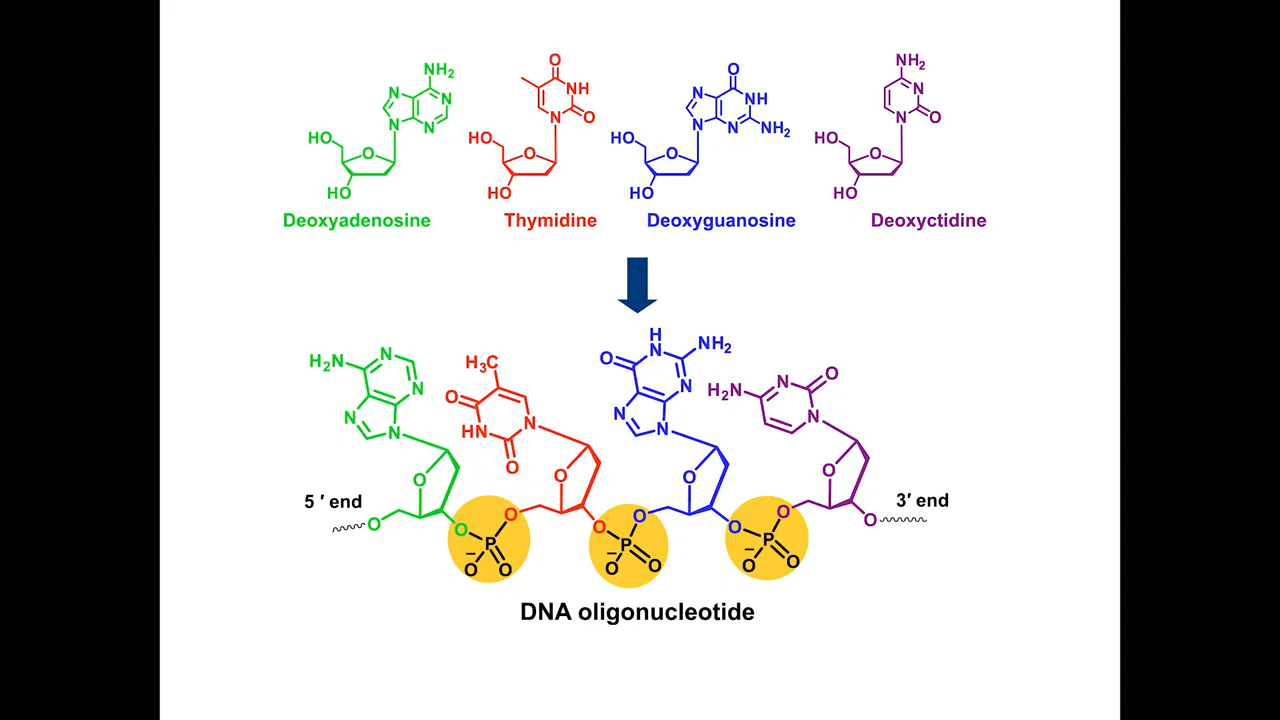 NH2
N
N
N
N
HO
O
HO
O
NH
O
N
HO
O
HO
O
N
NH
N
N
NH2
HO
O
HO
NH2
N
N
O
HO
O
HO
Deoxyadenosine
Thymidine
Deoxyguanosine
Deoxyctidine
H2N
N
N
N
N
O
H3C
O
HN
N
O
O
H
N
O
NH2
N
N
N
O
H2N
N
O
N
O
5 ′ end
3′ end
O
O
P
−
O
O
O
O
P
−
O
O
O
O
P
−
O
O
O
O
DNA oligonucleotide